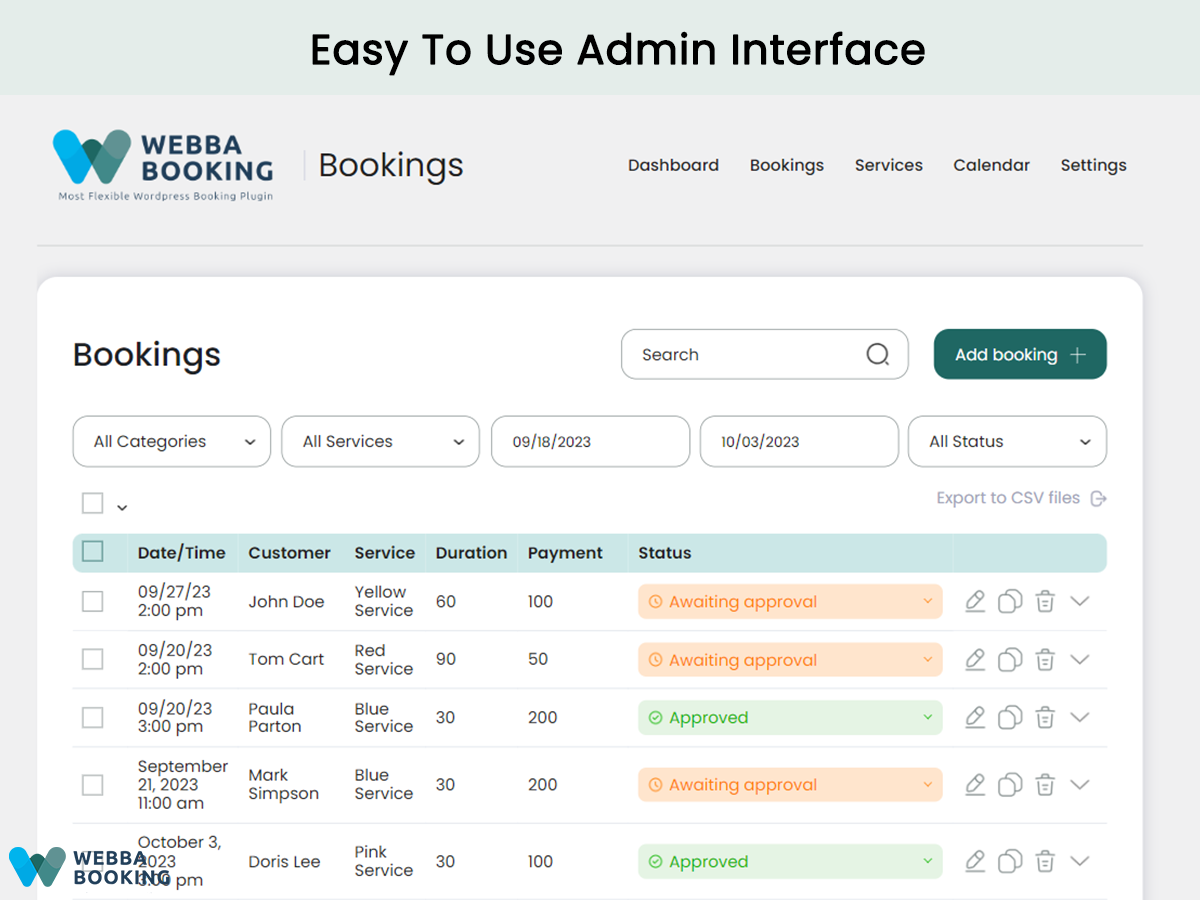 Easy To Use Admin Interface
WEBBA
BOOKING
Most Flexible Wordpress Booking Plugin
Bookings
Dashboard Bookings Services Calendar Settings
Bookings
Search
Add booking
All Categories All Services 09/18/2023 10/03/2023 All Status
Export to CSV files
Date/Time Customer Service Duration Payment Status
09/27/23
2:00 pm
John Doe
Yellow
Service
60
100
Awaiting approval
09/20/23
2:00 pm
Tom Cart
Red
Service
90
50
Awaiting approval
09/20/23
3:00 pm
Paula
Parton
Blue
Service
30
200
Approved
September
21, 2023
11:00 am
Mark
Simpson
Blue
Service
30
200
Awaiting approval
October 3,
2023
pm
Doris Lee
Pink
Service
30
100
Approved
WEBBA
BOOKING